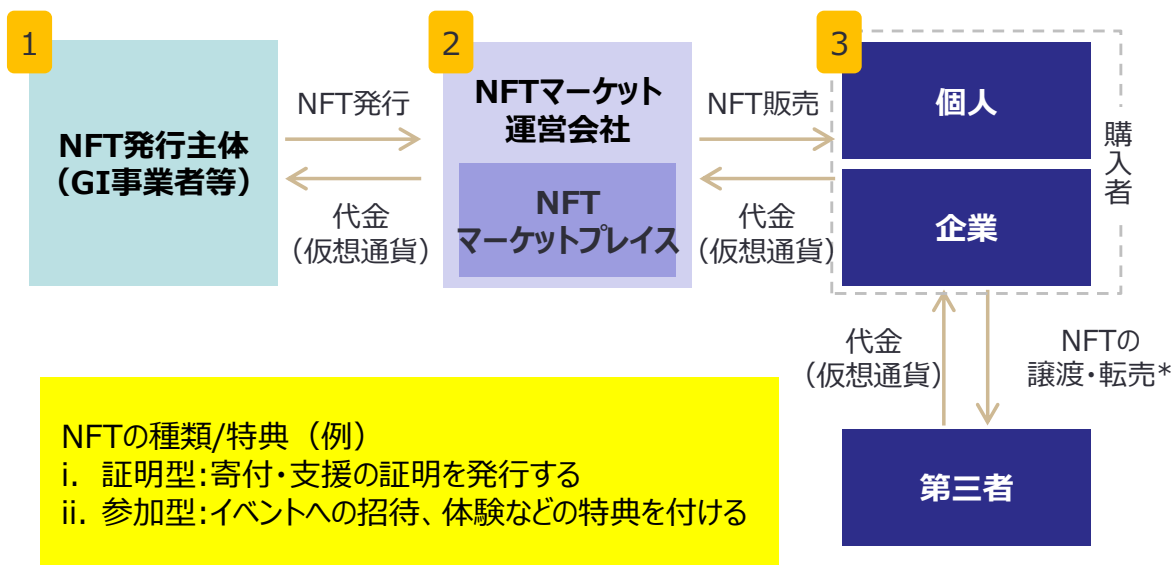 1
NFT発行主体
（GI事業者等）
NFT発行
代金
（仮想通貨）
2
NFTマーケット
運営会社
NFT
マーケットプレイス
NFT販売
代金
（仮想通貨）
3
個人
企業
購入者
代金
（仮想通貨）
NFTの
譲渡・転売*
第三者
NFTの種類/特典（例）
i. 証明型:寄付・支援の証明を発行する
ii. 参加型:イベントへの招待、体験などの特典を付ける